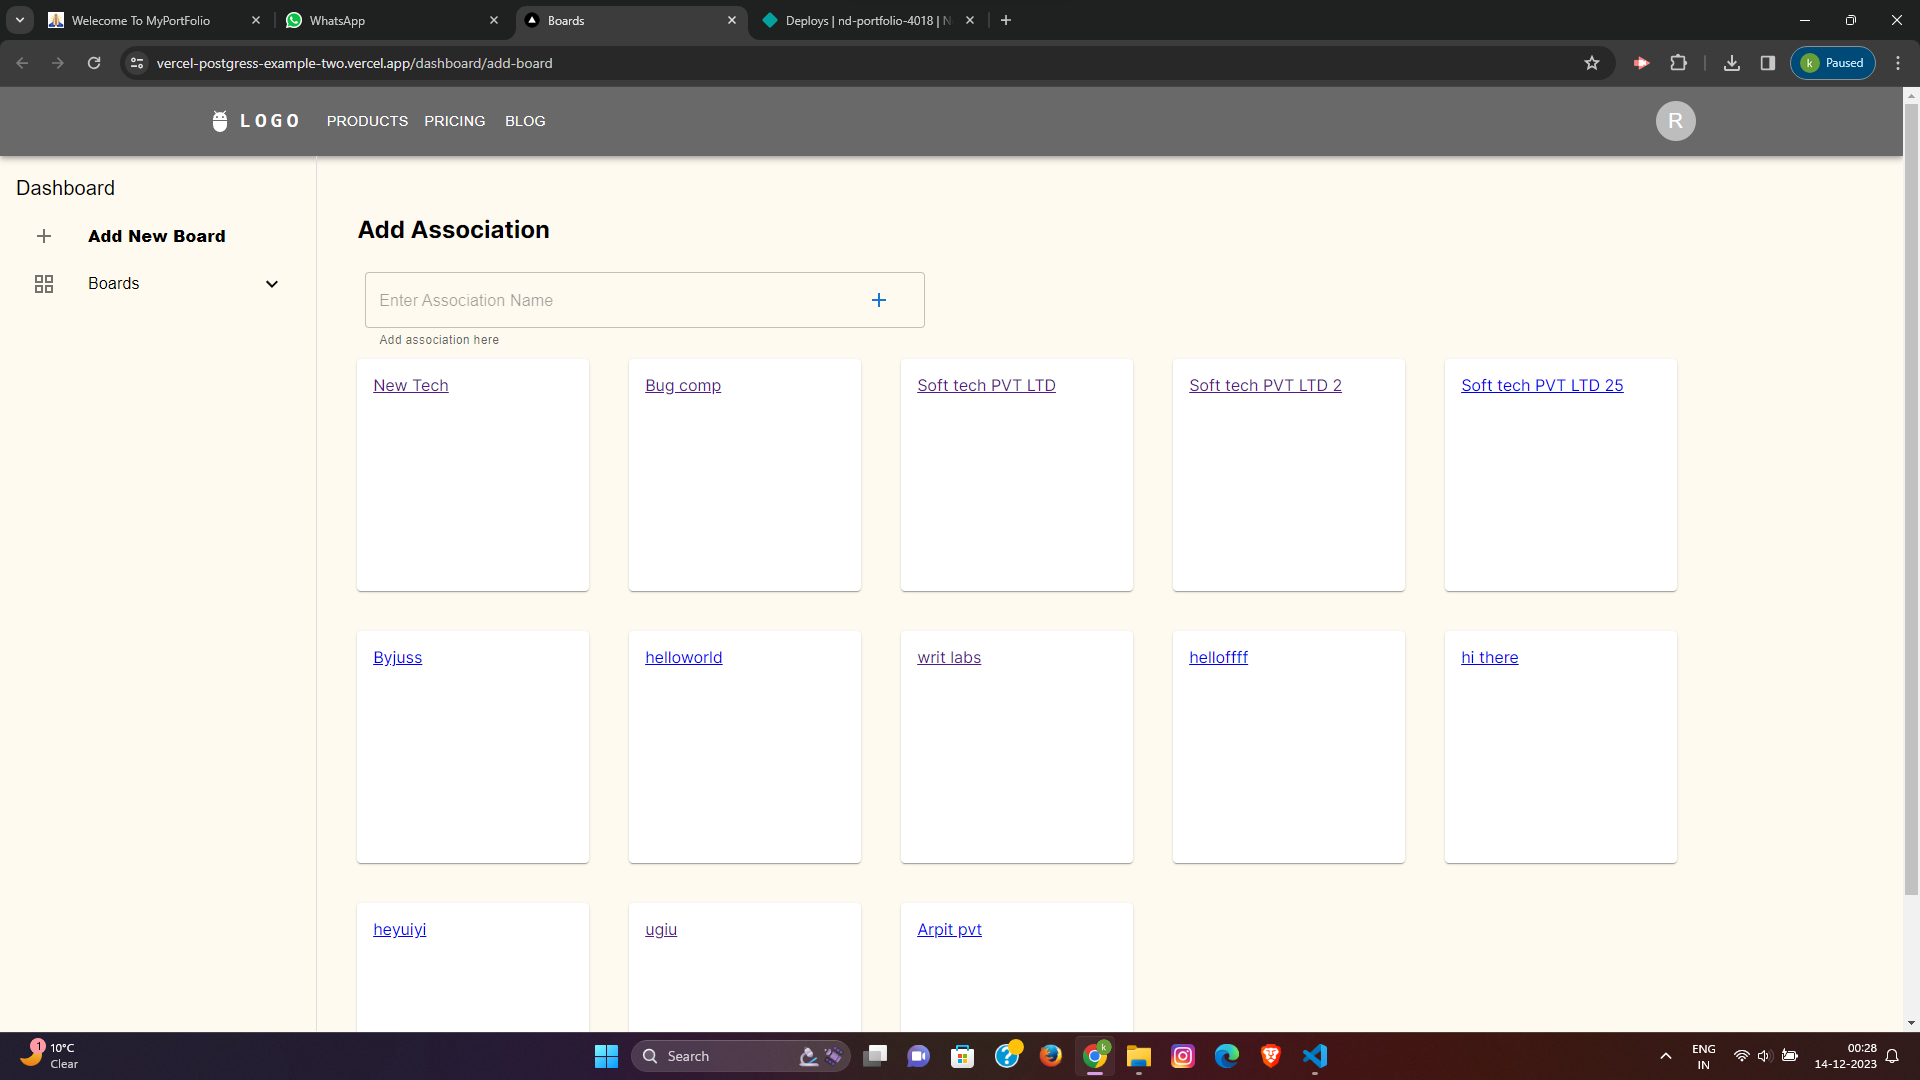 Welecome To MyPortFolio
WhatsApp
Boards
Deploys | nd-portfolio-4018 | N
vercel-postgress-example-two.vercel.app/dashboard/add-board
k Paused
LOGO PRODUCTS PRICING BLOG R
Dashboard
Add New Board
Boards
Add Association
Enter Association Name
Add association here
New Tech
Bug comp
Soft tech PVT LTD
Soft tech PVT LTD 2
Soft tech PVT LTD 25
Byjuss
helloworld
writ labs
helloffff
hi there
heyuiyi
ugiu
Arpit pvt
1
10°C
Clear
Search
k
ENG
IN
00:28
14-12-2023